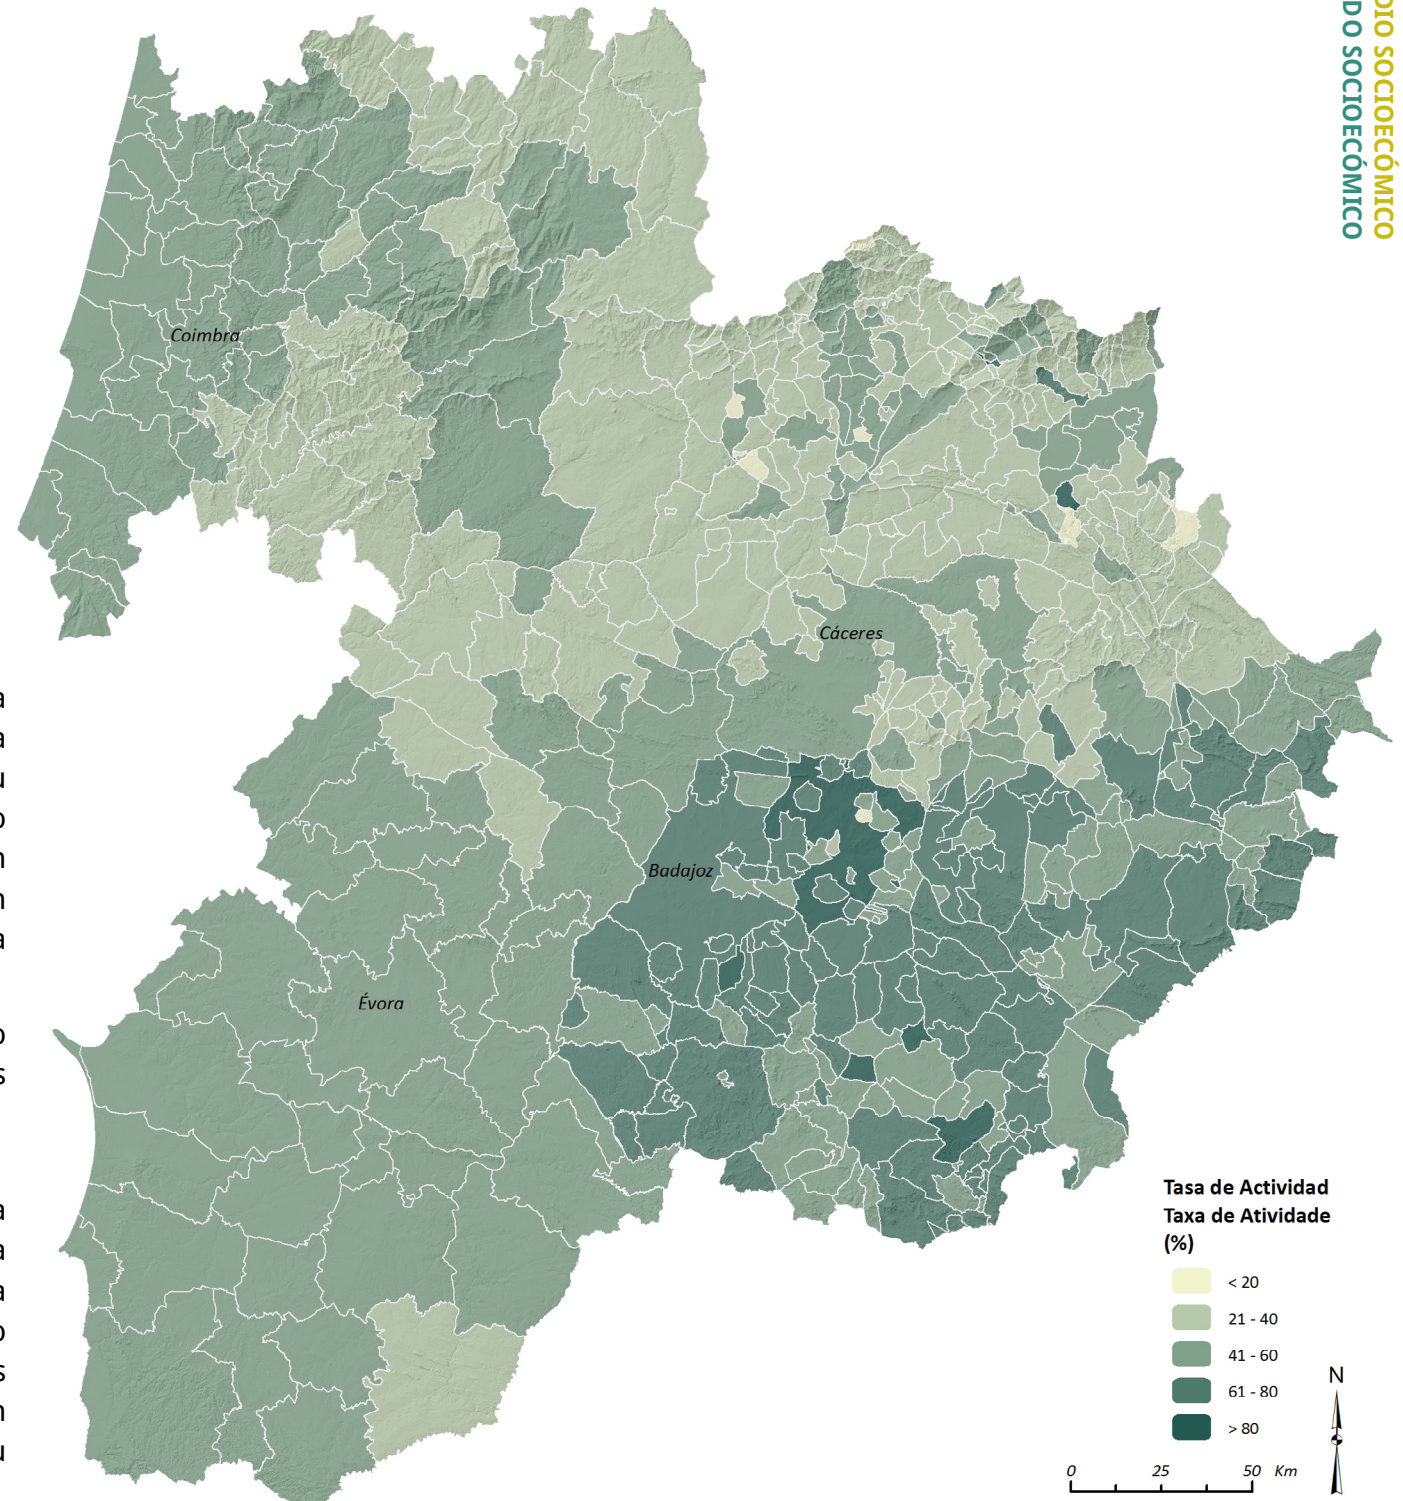 DIO SOCIOECÓMICO
DO SOCIOECÓMICO
Coimbra
Cáceres
a
a
u
o
n
n
a
Badajoz
Évora
o
s
a
a
a
o
s
n
u
Tasa de Actividad
Taxa de Atividade
(%)
< 20
21 - 40
41 - 60
61 - 80
> 80
N
0 25 50 Km